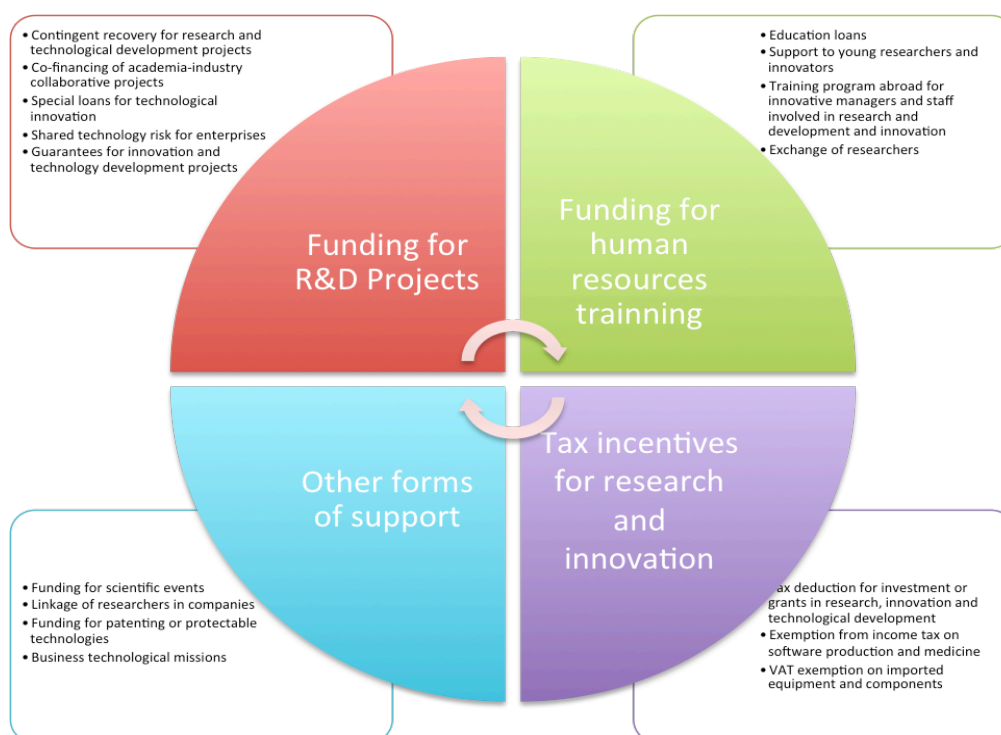 • Contingent recovery for research and
technological development projects
• Co-financing of academia-industry
collaborative projects
• Special loans for technological
innovation
• Shared technology risk for enterprises
• Guarantees for innovation and
technology development projects
• Education loans
• Support to young researchers and
innovators
• Training program abroad for
innovative managers and staff
involved in research and
development and innovation
• Exchange of researchers
Funding for
R&D Projects
Funding for
human
resources
trainning
Other forms
of support
Tax incentives
for research
and
innovation
• Funding for scientific events
• Linkage of researchers in companies
• Funding for patenting or protectable
technologies
• Business technological missions
Tax deduction for investment or
grants in research, innovation and
technological development
• Exemption from income tax on
software production and medicine
• VAT exemption on imported
equipment and components